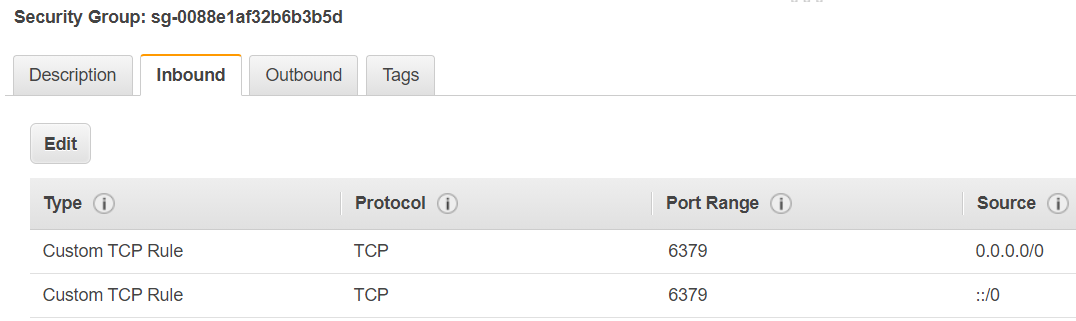 Security Group: sg-0088e1af32b6b3b5d
Description Inbound Outbound Tags
Edit
Type i Protocol i Port Range i Source i
Custom TCP Rule TCP 6379 0.0.0.0/0
Custom TCP Rule TCP 6379 ::/0